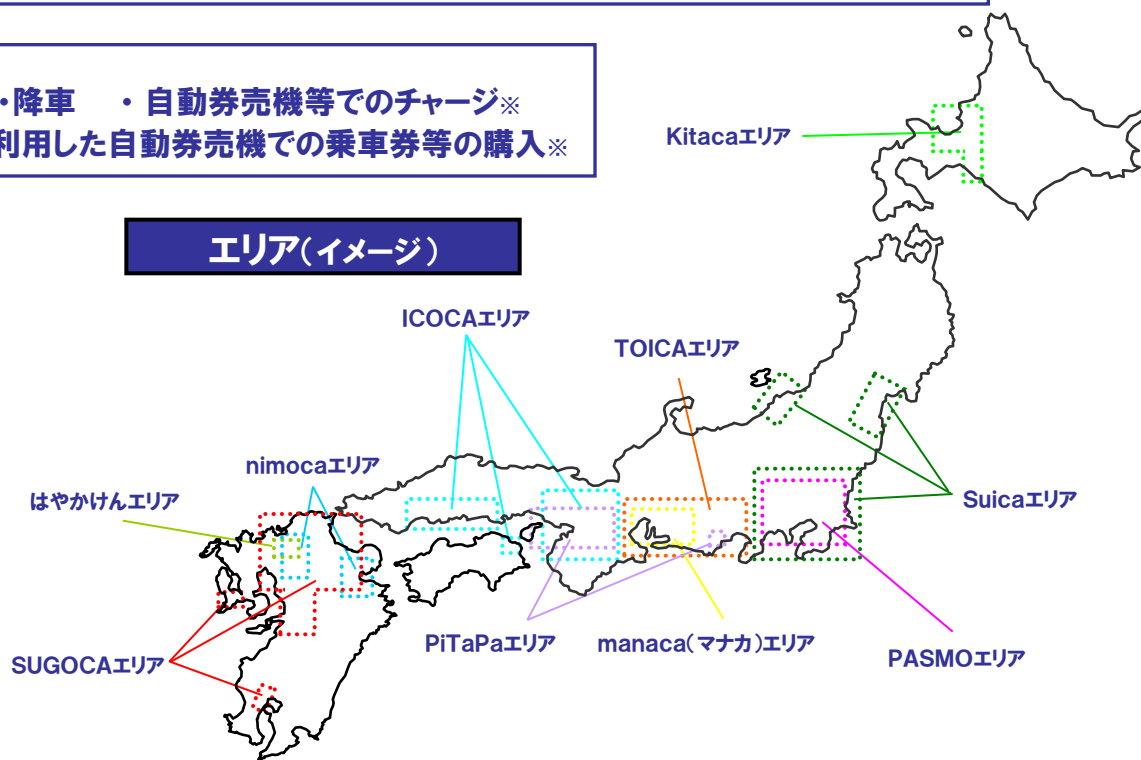 ・降車 ・自動券売機等でのチャージ※
利用した自動券売機での乗車券等の購入※
エリア(イメージ)
Kitacaエリア
ICOCAエリア
TOICAエリア
nimocaエリア
はやかけんエリア
Suicaエリア
SUGOCAエリア
PiTaPaエリア
manaca(マナカ)エリア
PASMOエリア